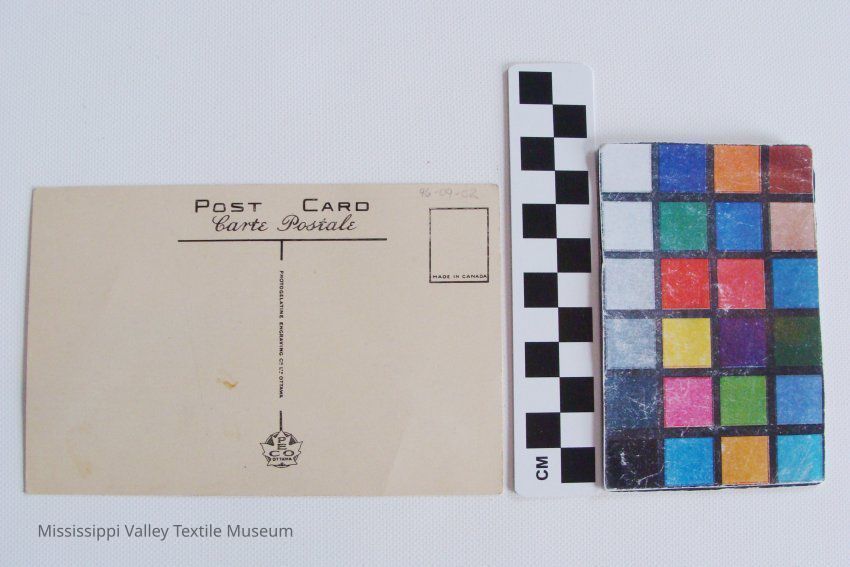 96-09-02
POST CARD
Carte Postale
MADE IN CANADA
PHOTOGELATINE ENGRAVING CO LTD OTTAWA
PECO
OTTAWA
CM
Mississippi Valley Textile Museum